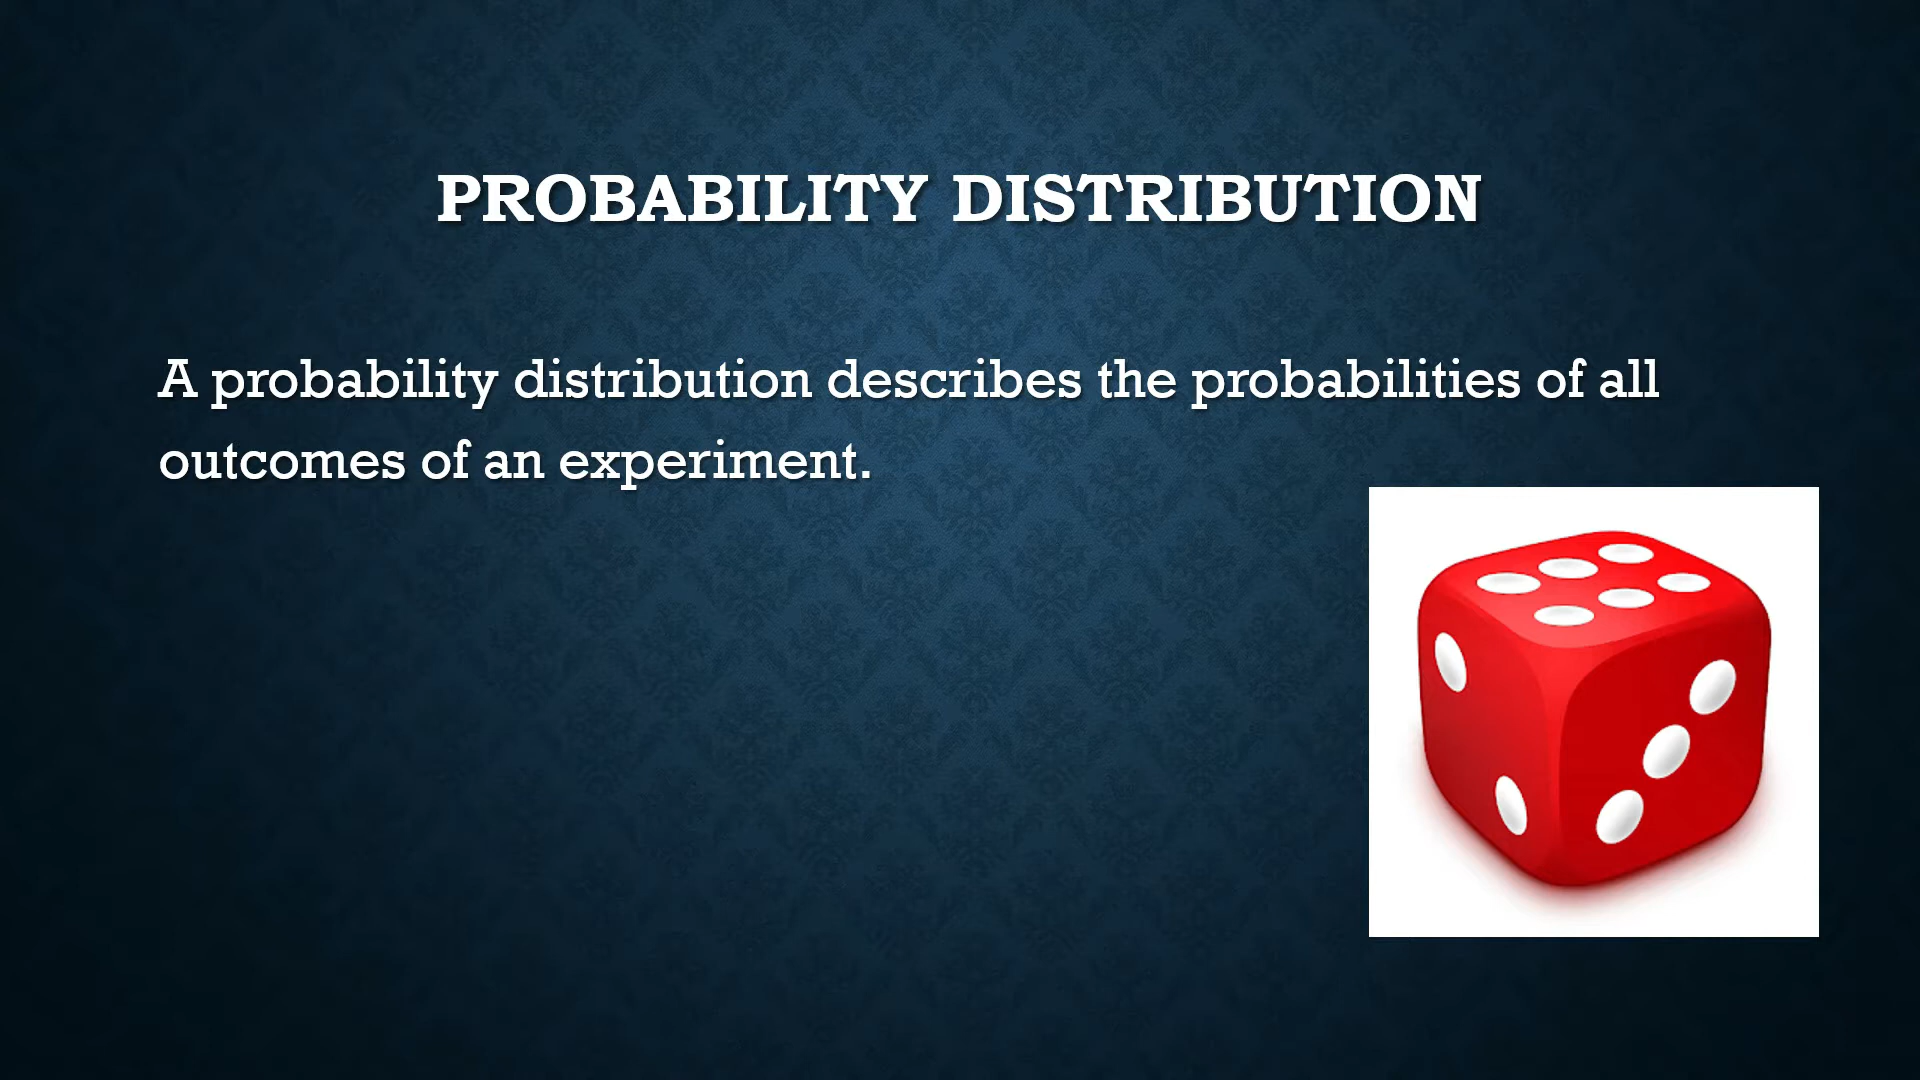 PROBABILITY DISTRIBUTION
A probability distribution describes the probabilities of all
outcomes of an experiment.